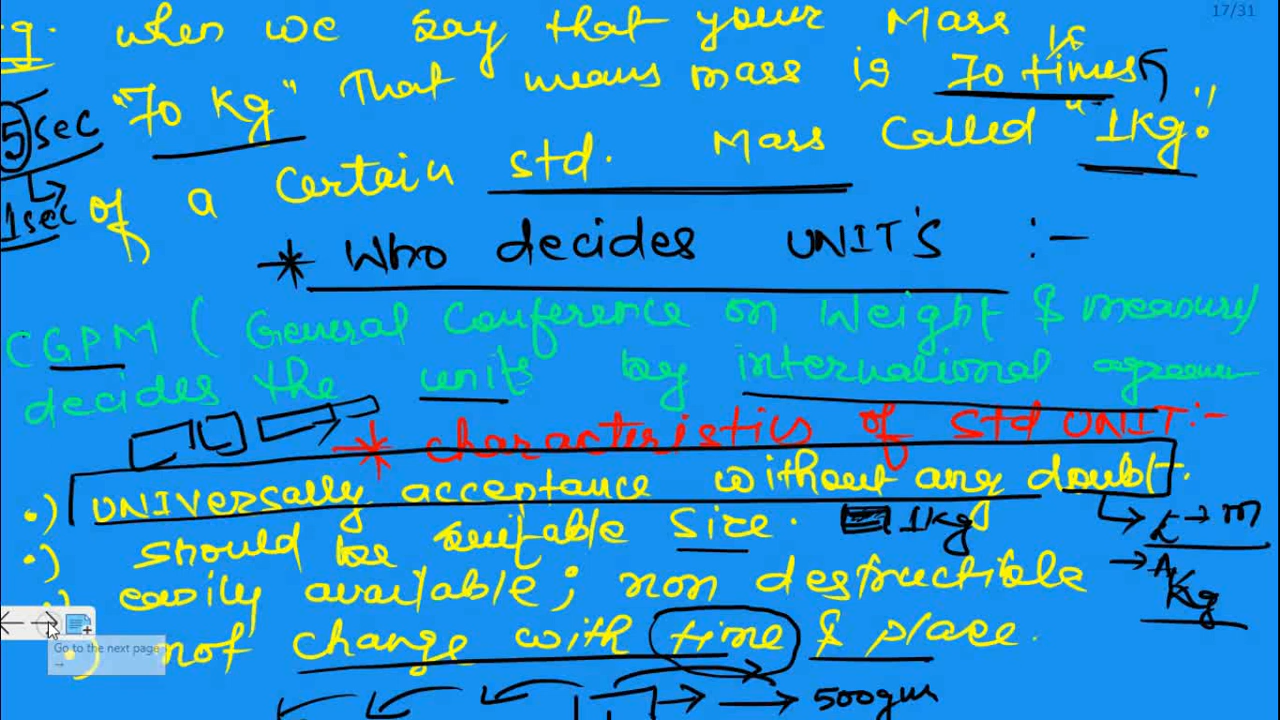 17/31
.g. when we say that your Mass is
"70 Kg" That means mass is 70 times
5sec
of a certain std. Mass called "1kg."
1sec
* Who decides UNIT'S :-
CGPM ( General Conference on Weight & measury
decides the units by international
* characteristics of std UNIT:-
.) UNIVersally acceptance without any doubt.
.) should be suitable size. 1kg
→ m
.) easily available; non destructible
Kg
.) not change with time & place.
Go to the next page
→
500gm